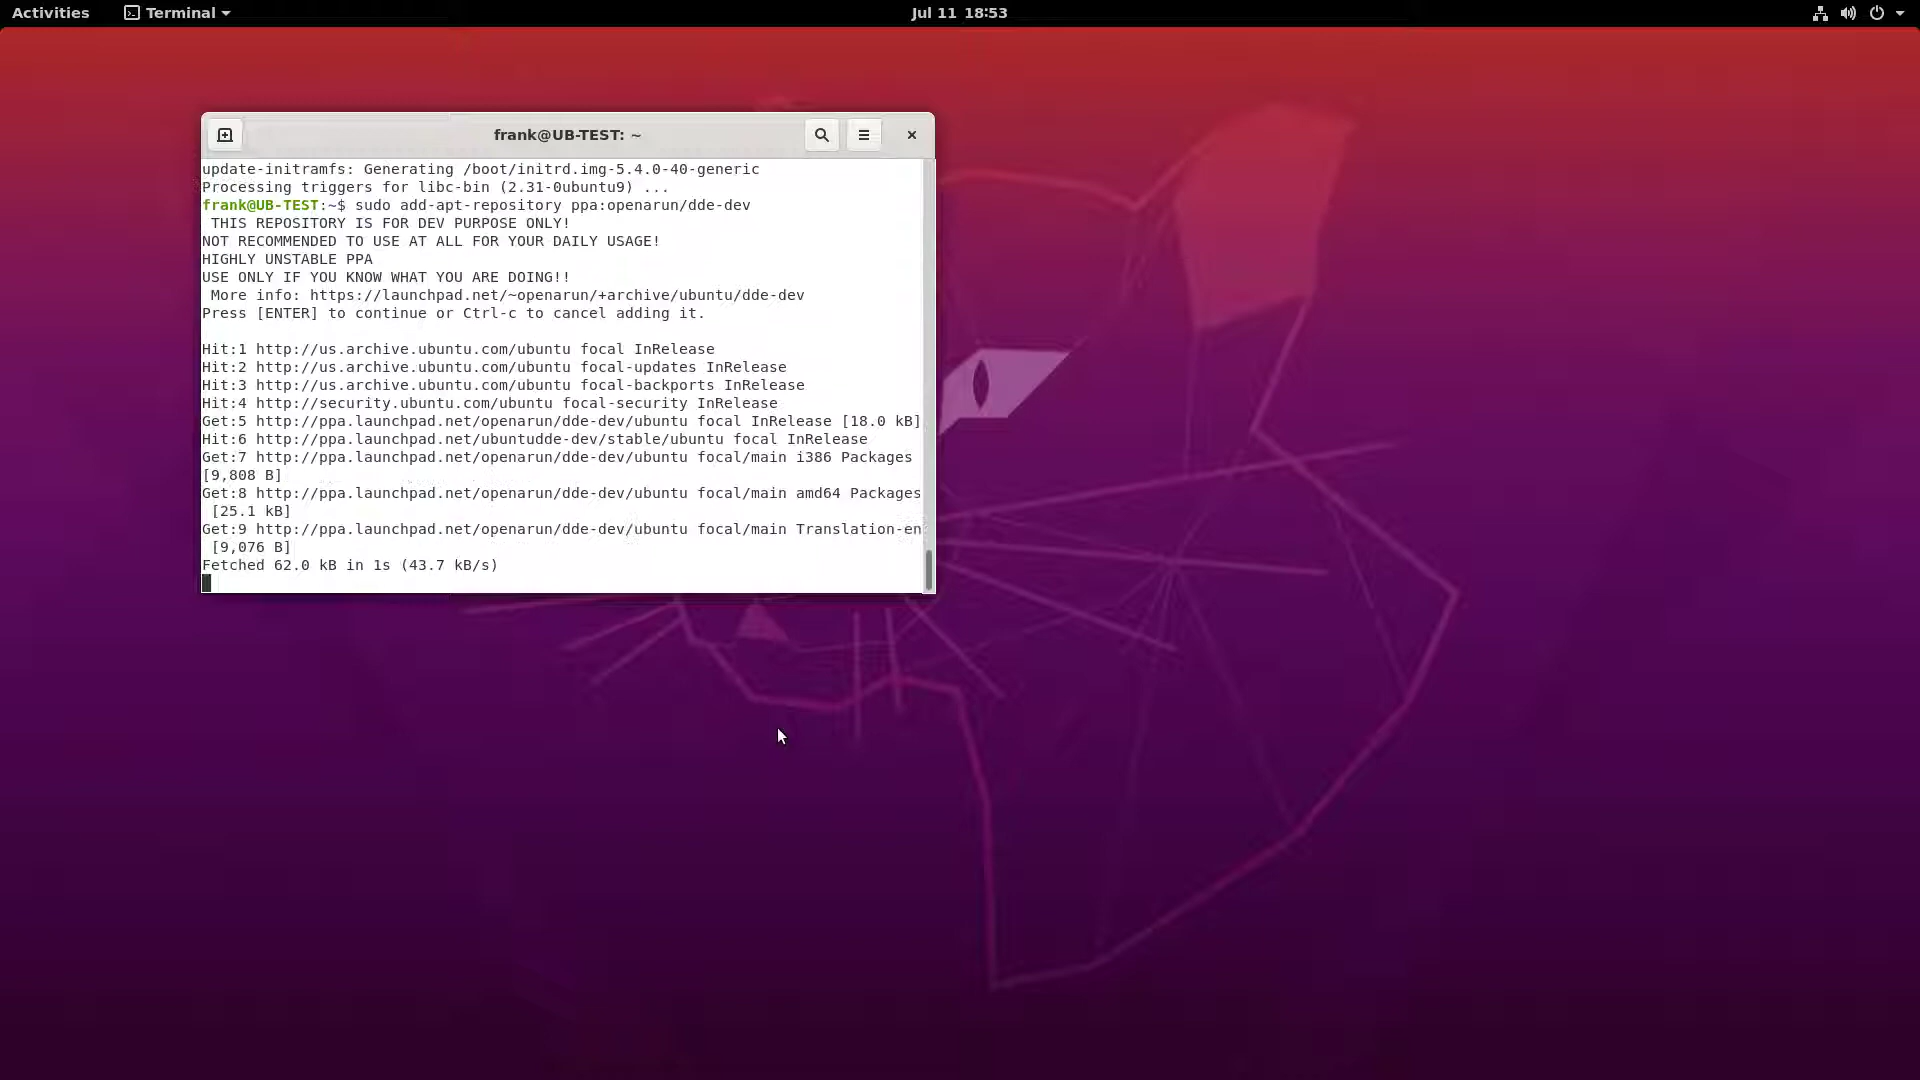 Activities
Terminal
Jul 11 18:53
frank@UB-TEST: ~
update-initramfs: Generating /boot/initrd.img-5.4.0-40-generic
Processing triggers for libc-bin (2.31-0ubuntu9) ...
frank@UB-TEST:~$ sudo add-apt-repository ppa:openarun/dde-dev
THIS REPOSITORY IS FOR DEV PURPOSE ONLY!
NOT RECOMMENDED TO USE AT ALL FOR YOUR DAILY USAGE!
HIGHLY UNSTABLE PPA
USE ONLY IF YOU KNOW WHAT YOU ARE DOING!!
More info: https://launchpad.net/~openarun/+archive/ubuntu/dde-dev
Press [ENTER] to continue or Ctrl-c to cancel adding it.
Hit:1 http://us.archive.ubuntu.com/ubuntu focal InRelease
Hit:2 http://us.archive.ubuntu.com/ubuntu focal-updates InRelease
Hit:3 http://us.archive.ubuntu.com/ubuntu focal-backports InRelease
Hit:4 http://security.ubuntu.com/ubuntu focal-security InRelease
Get:5 http://ppa.launchpad.net/openarun/dde-dev/ubuntu focal InRelease [18.0 kB]
Hit:6 http://ppa.launchpad.net/ubuntudde-dev/stable/ubuntu focal InRelease
Get:7 http://ppa.launchpad.net/openarun/dde-dev/ubuntu focal/main i386 Packages
[9,808 B]
Get:8 http://ppa.launchpad.net/openarun/dde-dev/ubuntu focal/main amd64 Packages
[25.1 kB]
Get:9 http://ppa.launchpad.net/openarun/dde-dev/ubuntu focal/main Translation-en
[9,076 B]
Fetched 62.0 kB in 1s (43.7 kB/s)